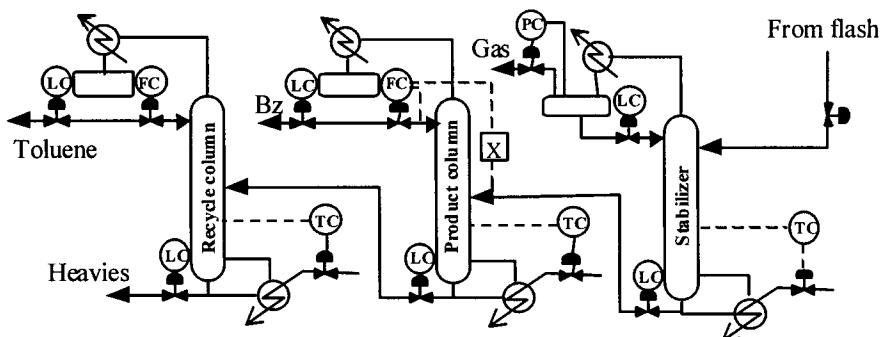 PC
Gas
From flash
LC
FC
LC
FC
LC
Bz
Toluene
X
Recycle column
Product column
Stabilizer
TC
TC
TC
LC
LC
LC
Heavies